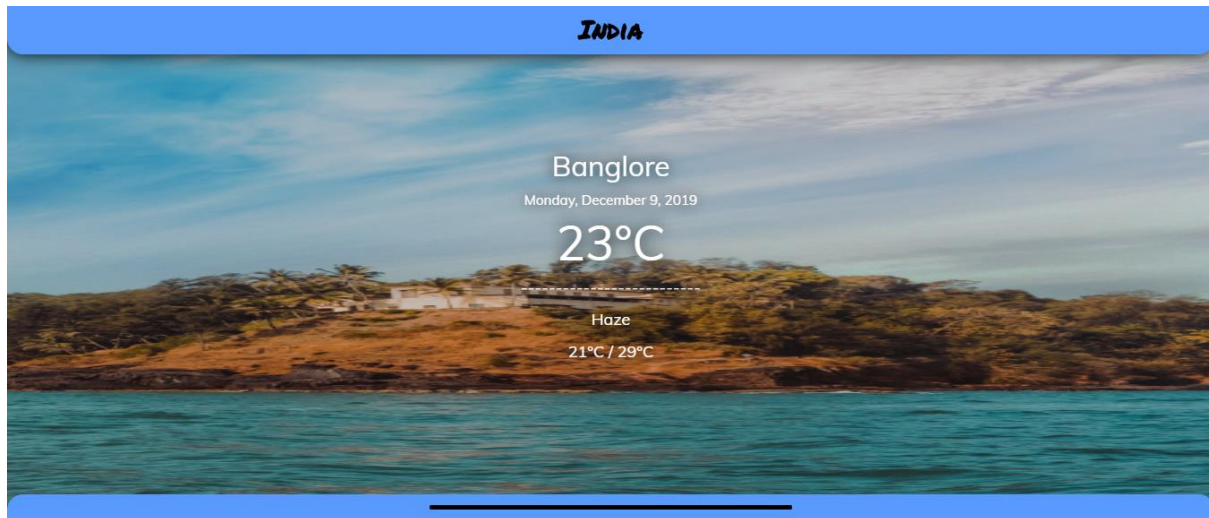 India
Banglore
Monday, December 9, 2019
23°C
-------------------------
Haze
21°C / 29°C